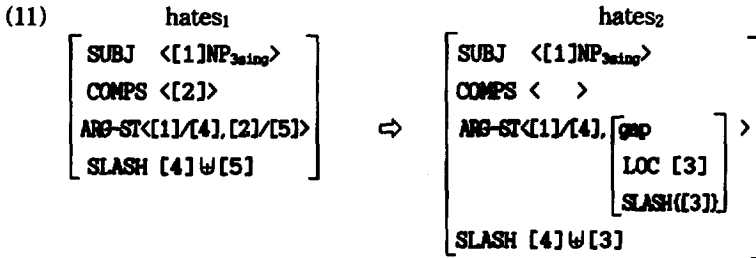 (11) hates₁ hates₂
SUBJ <[1]NP₃ₛᵢₙg> SUBJ <[1]NP₃ₛᵢₙg>
COMPS <[2]> COMPS < >
ARG-ST<[1]/[4],[2]/[5]> ⇨ ARG-ST<[1]/[4], gap >
SLASH [4]⊎[5] LOC [3]
SLASH{[3]}
SLASH [4]⊎[3]